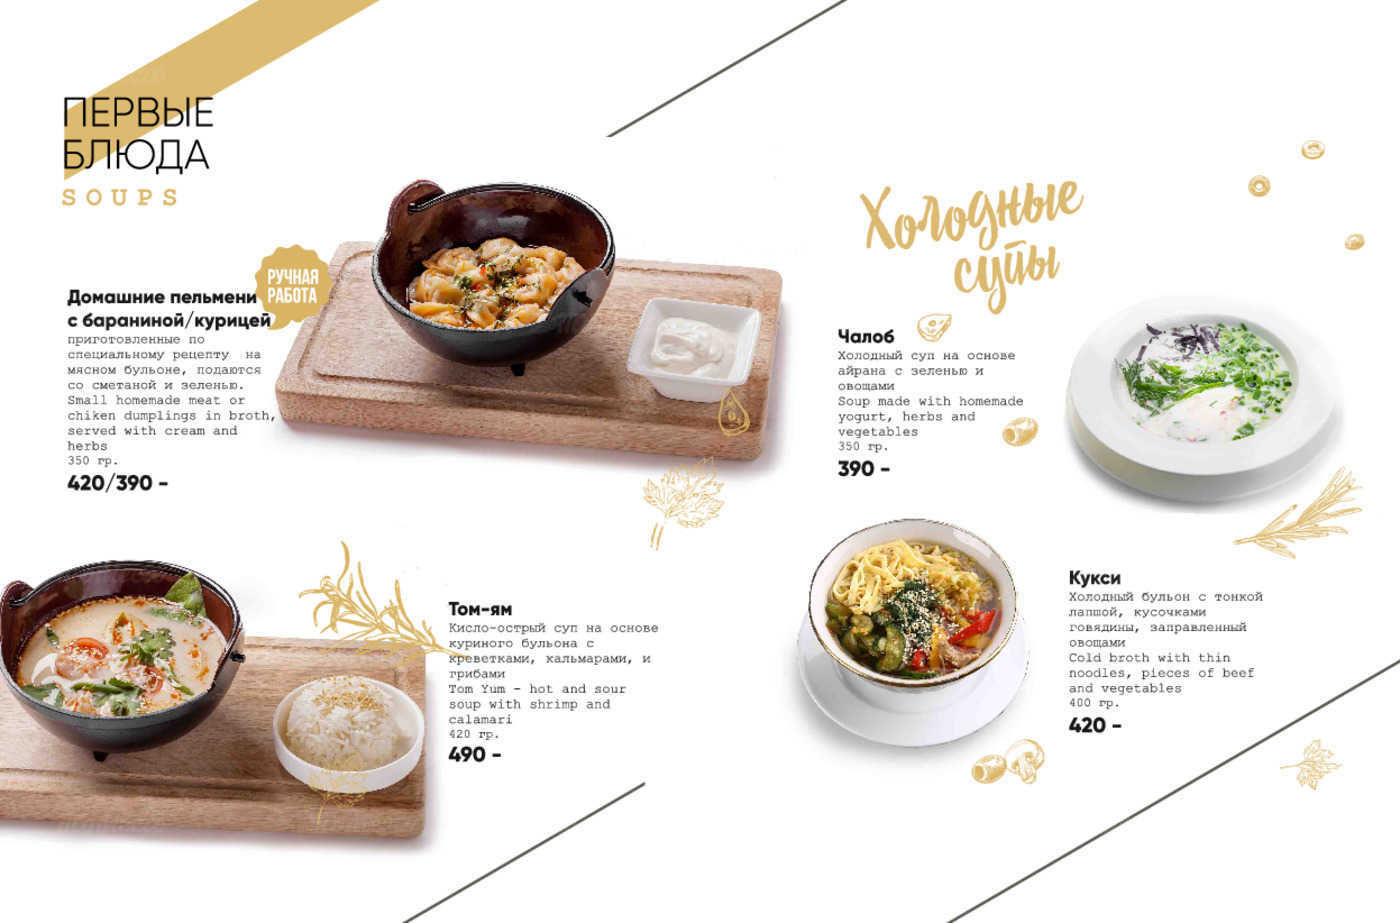 ПЕРВЫЕ
БЛЮДА
SOUPS
РУЧНАЯ
РАБОТА
Домашние пельмени
с бараниной/курицей
приготовленные по
специальному рецепту на
мясном бульоне, подаются
со сметаной и зеленью.
Small homemade meat or
chiken dumplings in broth,
served with cream and
herbs
350 гр.
420/390 –
Том-ям
Кисло-острый суп на основе
куриного бульона с
креветками, кальмарами, и
грибами
Tom Yum - hot and sour
soup with shrimp and
calamari
420 гр.
490 –
Холодные
супы
Чалоб
Холодный суп на основе
айрана с зеленью и
овощами
Soup made with homemade
yogurt, herbs and
vegetables
350 гр.
390 –
Кукси
Холодный бульон с тонкой
лапшой, кусочками
говядины, заправленный
овощами
Cold broth with thin
noodles, pieces of beef
and vegetables
400 гр.
420 –